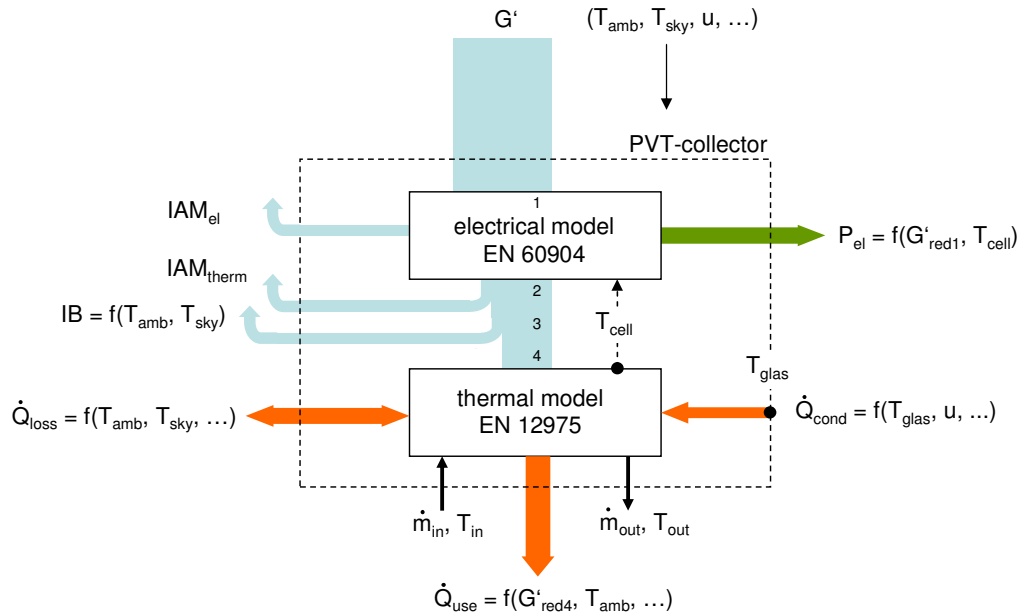 G‘
(T_amb, T_sky, u, …)
PVT-collector
1
IAM_el
electrical model
EN 60904
P_el = f(G‘_red1, T_cell)
IAM_therm
2
IB = f(T_amb, T_sky)
3
T_cell
4
T_glas
thermal model
EN 12975
Q̇_loss = f(T_amb, T_sky, …)
Q̇_cond = f(T_glas, u, ...)
ṁ_in, T_in
ṁ_out, T_out
Q̇_use = f(G‘_red4, T_amb, …)